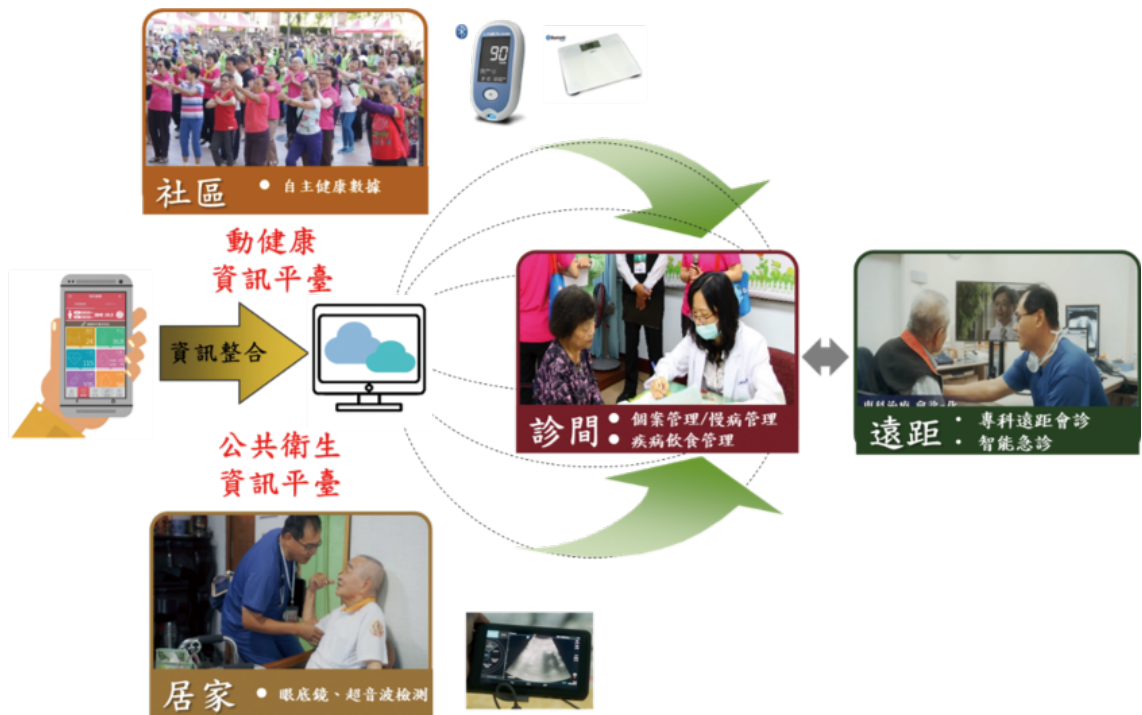 90
社區
● 自主健康數據
動健康
資訊平臺
資訊整合
公共衛生
資訊平臺
診間
● 個案管理/慢病管理
● 疾病飲食管理
遠距
: 專科遠距會診
: 智能急診
居家
● 眼底鏡、超音波檢測